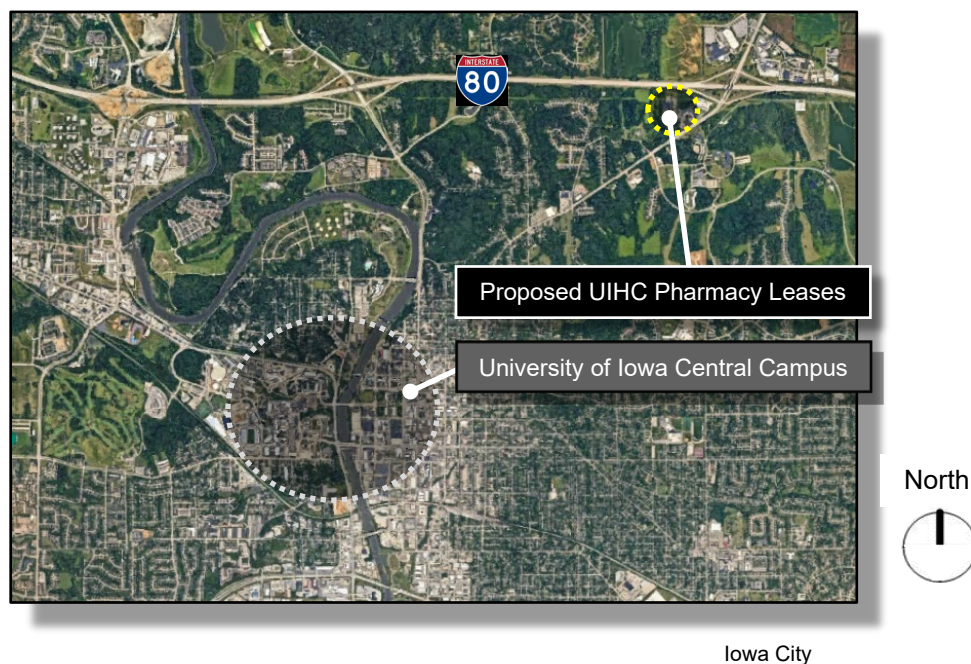 INTERSTATE
80
Proposed UIHC Pharmacy Leases
University of Iowa Central Campus
North
Iowa City